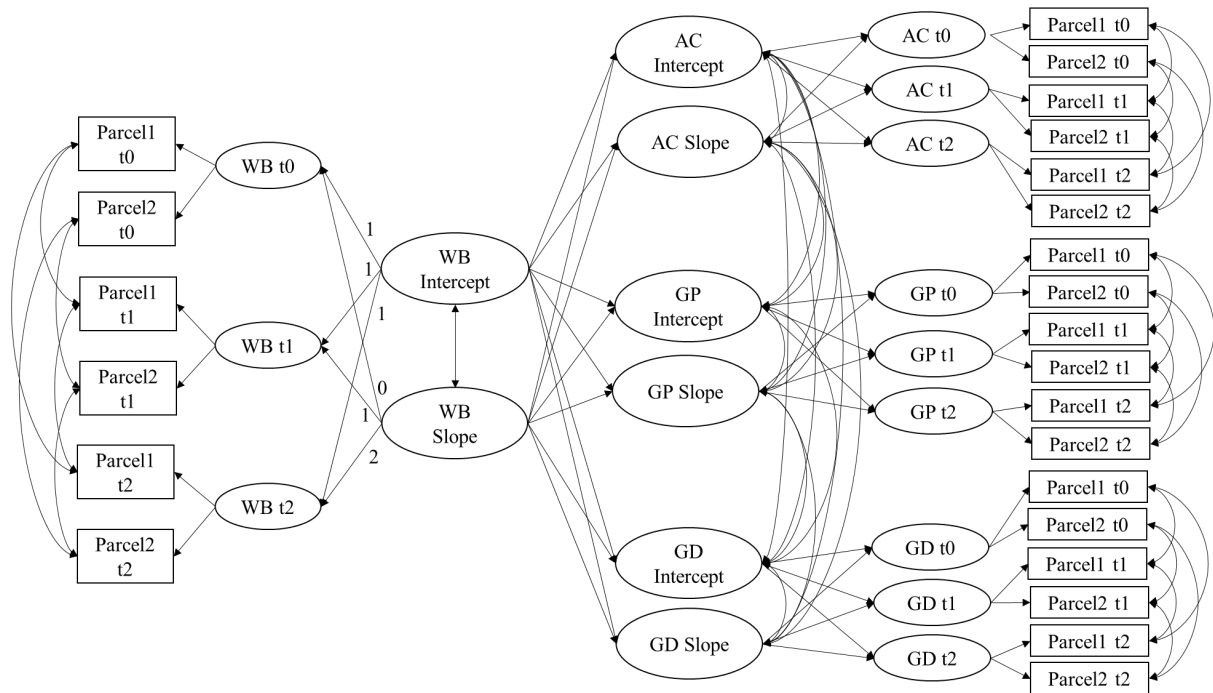 Parcel1
t0
Parcel2
t0
Parcel1
t1
Parcel2
t1
Parcel1
t2
Parcel2
t2
WB t0
WB t1
WB t2
1
1
1
0
1
2
WB
Intercept
WB
Slope
AC
Intercept
AC Slope
GP
Intercept
GP Slope
GD
Intercept
GD Slope
AC t0
AC t1
AC t2
GP t0
GP t1
GP t2
GD t0
GD t1
GD t2
Parcel1 t0
Parcel2 t0
Parcel1 t1
Parcel2 t1
Parcel1 t2
Parcel2 t2
Parcel1 t0
Parcel2 t0
Parcel1 t1
Parcel2 t1
Parcel1 t2
Parcel2 t2
Parcel1 t0
Parcel2 t0
Parcel1 t1
Parcel2 t1
Parcel1 t2
Parcel2 t2